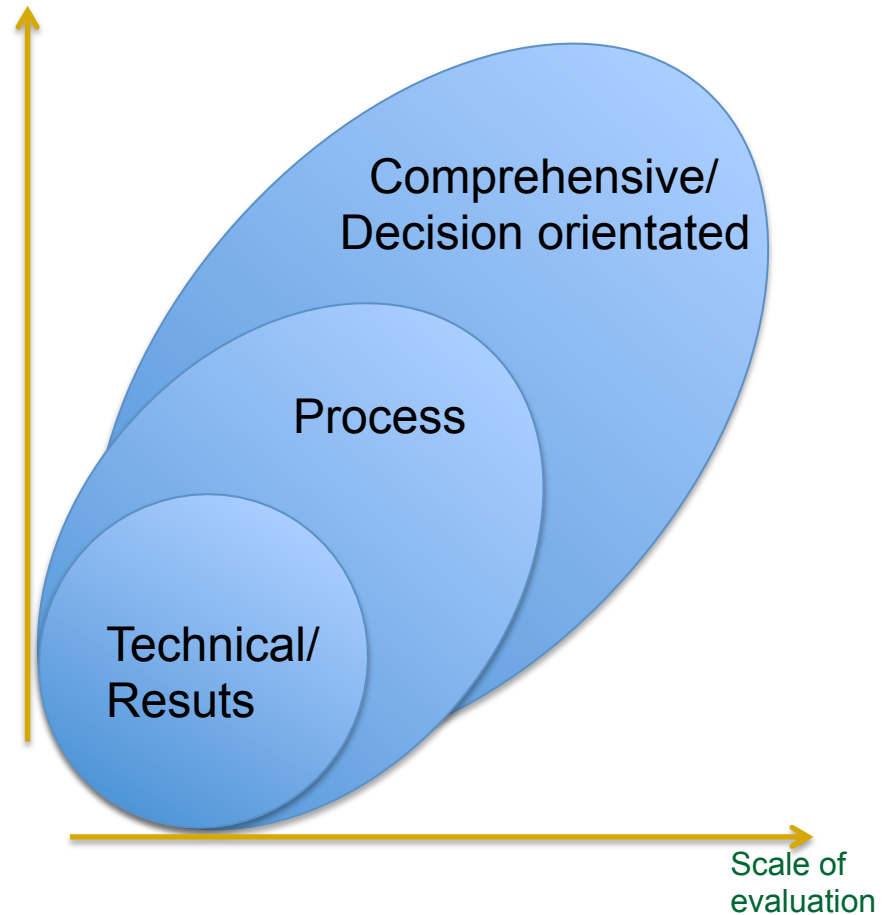 Comprehensive/
Decision orientated
Process
Technical/
Resuts
Scale of
evaluation